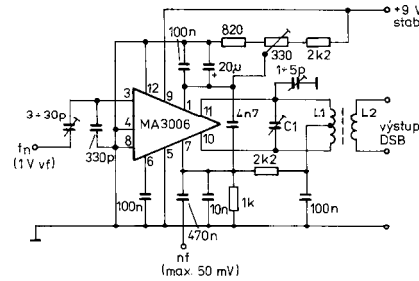 +9 V
stab
100n
820
330
2k2
20µ
+
1÷5p
12
9
3
1
11
MA3006
4n7
C1
L1
L2
výstup
DSB
3÷30p
4
8
10
7
6
5
fn
(1V vf)
330p
2k2
100n
10n
1k
100n
470n
nf
(max. 50 mV)